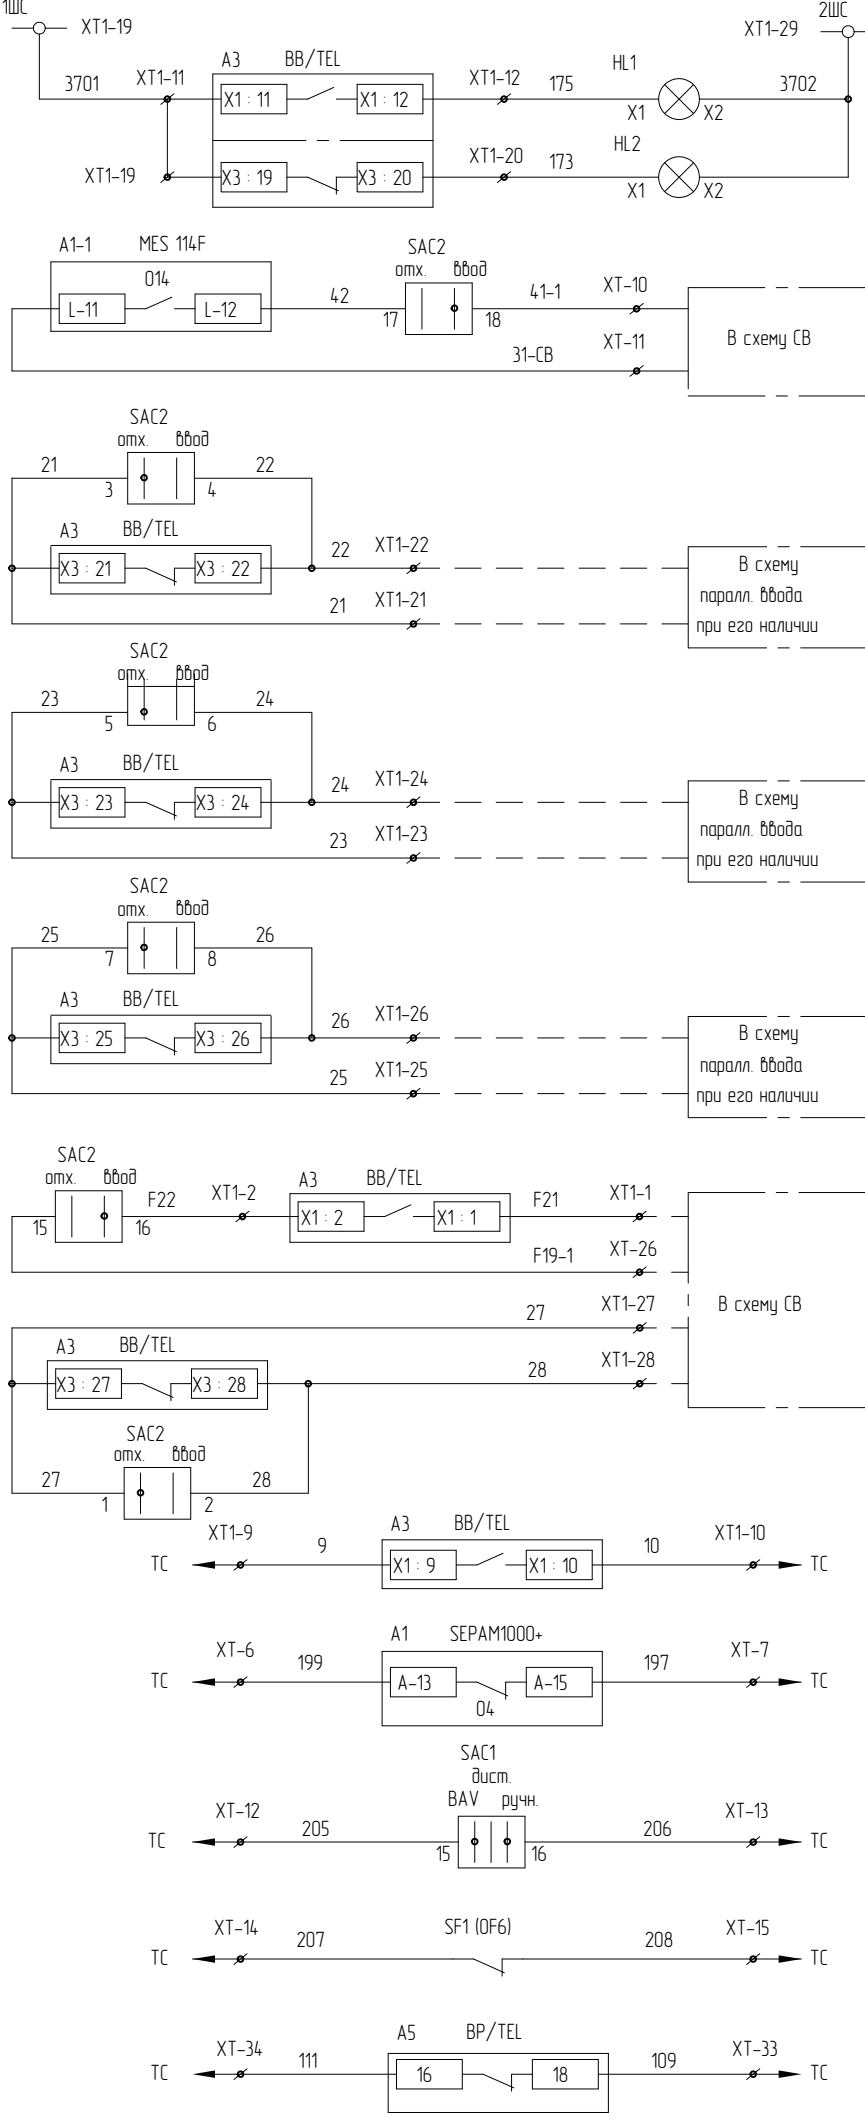 1ШС
2ШС
XT1-19
XT1-29
A3 BB/TEL
HL1
3701 XT1-11
X1 : 11 X1 : 12
XT1-12 175
X1 X2
3702
HL2
XT1-19
X3 : 19 X3 : 20
XT1-20 173
X1 X2
A1-1 MES 114F
O14
L-11 L-12
42
SAC2
отх. ввод
17 18
41-1
XT-10
31-СВ
XT-11
В схему СВ
SAC2
отх. ввод
21 22
3 4
A3 BB/TEL
X3 : 21 X3 : 22
22 XT1-22
21 XT1-21
В схему
паралл. ввода
при его наличии
SAC2
отх. ввод
23 24
5 6
A3 BB/TEL
X3 : 23 X3 : 24
24 XT1-24
23 XT1-23
В схему
паралл. ввода
при его наличии
SAC2
отх. ввод
25 26
7 8
A3 BB/TEL
X3 : 25 X3 : 26
26 XT1-26
25 XT1-25
В схему
паралл. ввода
при его наличии
SAC2
отх. ввод
15 16
F22 XT1-2
A3 BB/TEL
X1 : 2 X1 : 1
F21 XT1-1
F19-1 XT-26
В схему СВ
27 XT1-27
A3 BB/TEL
X3 : 27 X3 : 28
28 XT1-28
SAC2
отх. ввод
27 28
1 2
XT1-9 9
A3 BB/TEL
10 XT1-10
ТС X1 : 9 X1 : 10 ТС
XT-6 199
A1 SEPAM1000+
197 XT-7
ТС A-13 A-15 ТС
O4
SAC1
дист.
BAV ручн.
XT-12 205
206 XT-13
ТС 15 16 ТС
XT-14 207
SF1 (OF6)
208 XT-15
ТС ТС
A5 BP/TEL
XT-34 111
109 XT-33
ТС 16 18 ТС